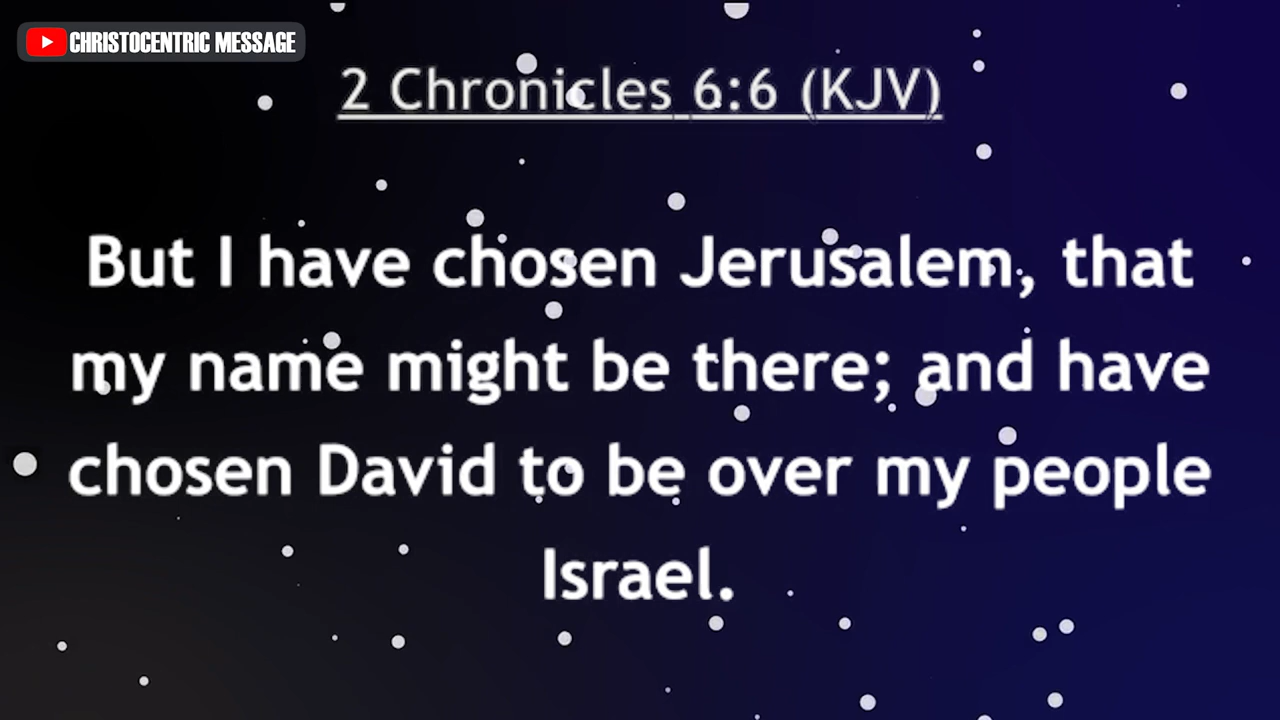 CHRISTOCENTRIC MESSAGE
2 Chronicles 6:6 (KJV)
But I have chosen Jerusalem, that
my name might be there; and have
chosen David to be over my people
Israel.